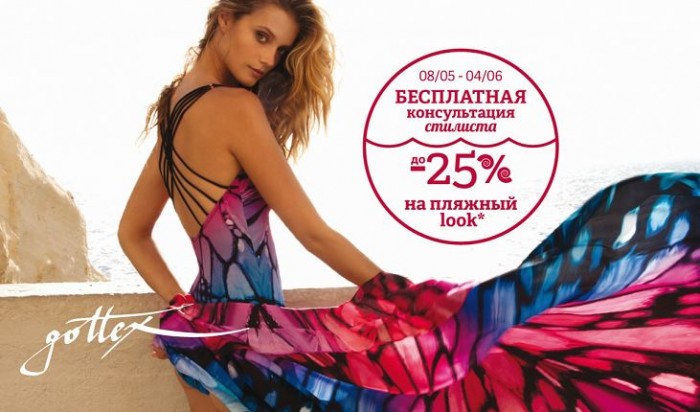 08/05 - 04/06
БЕСПЛАТНАЯ
консультация
стилиста
до -25%
на пляжный
look*
gottex